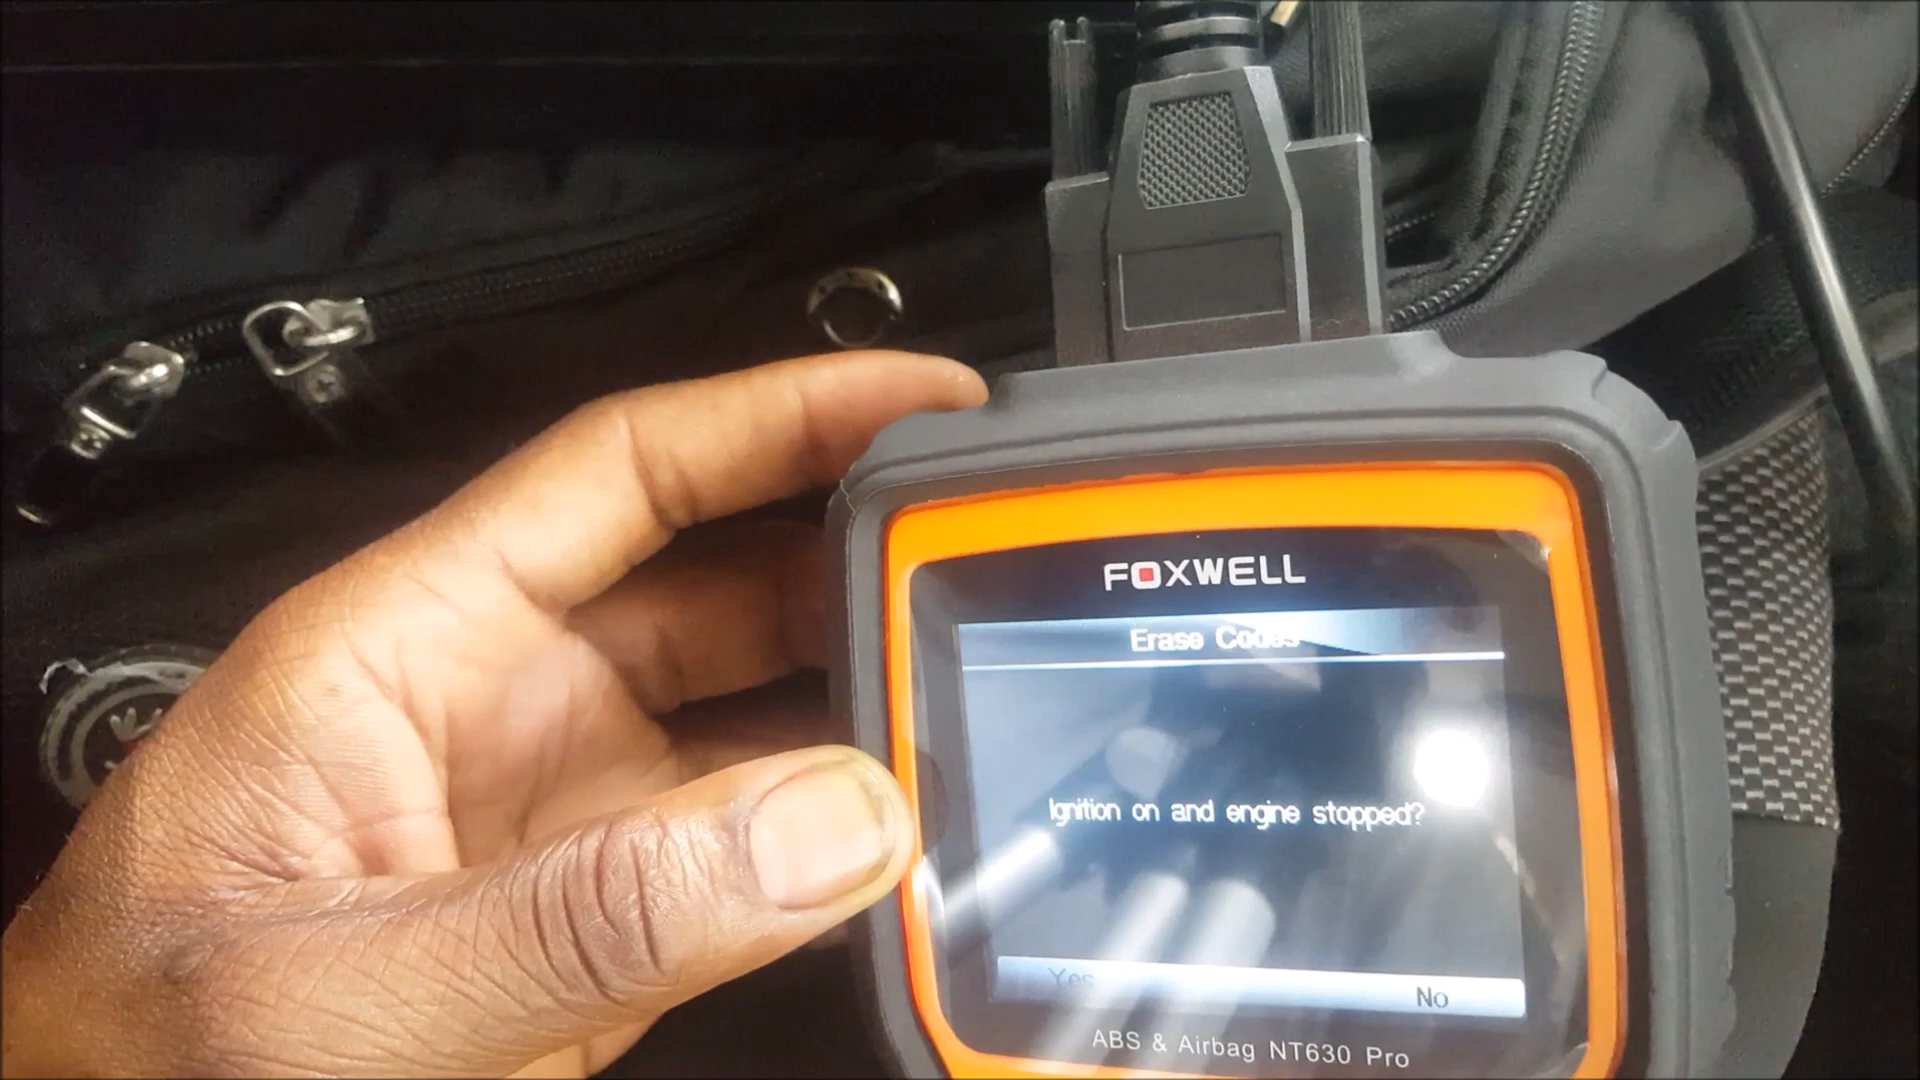 FOXWELL
Erase Codes
Ignition on and engine stopped?
Yes No
ABS & Airbag NT630 Pro